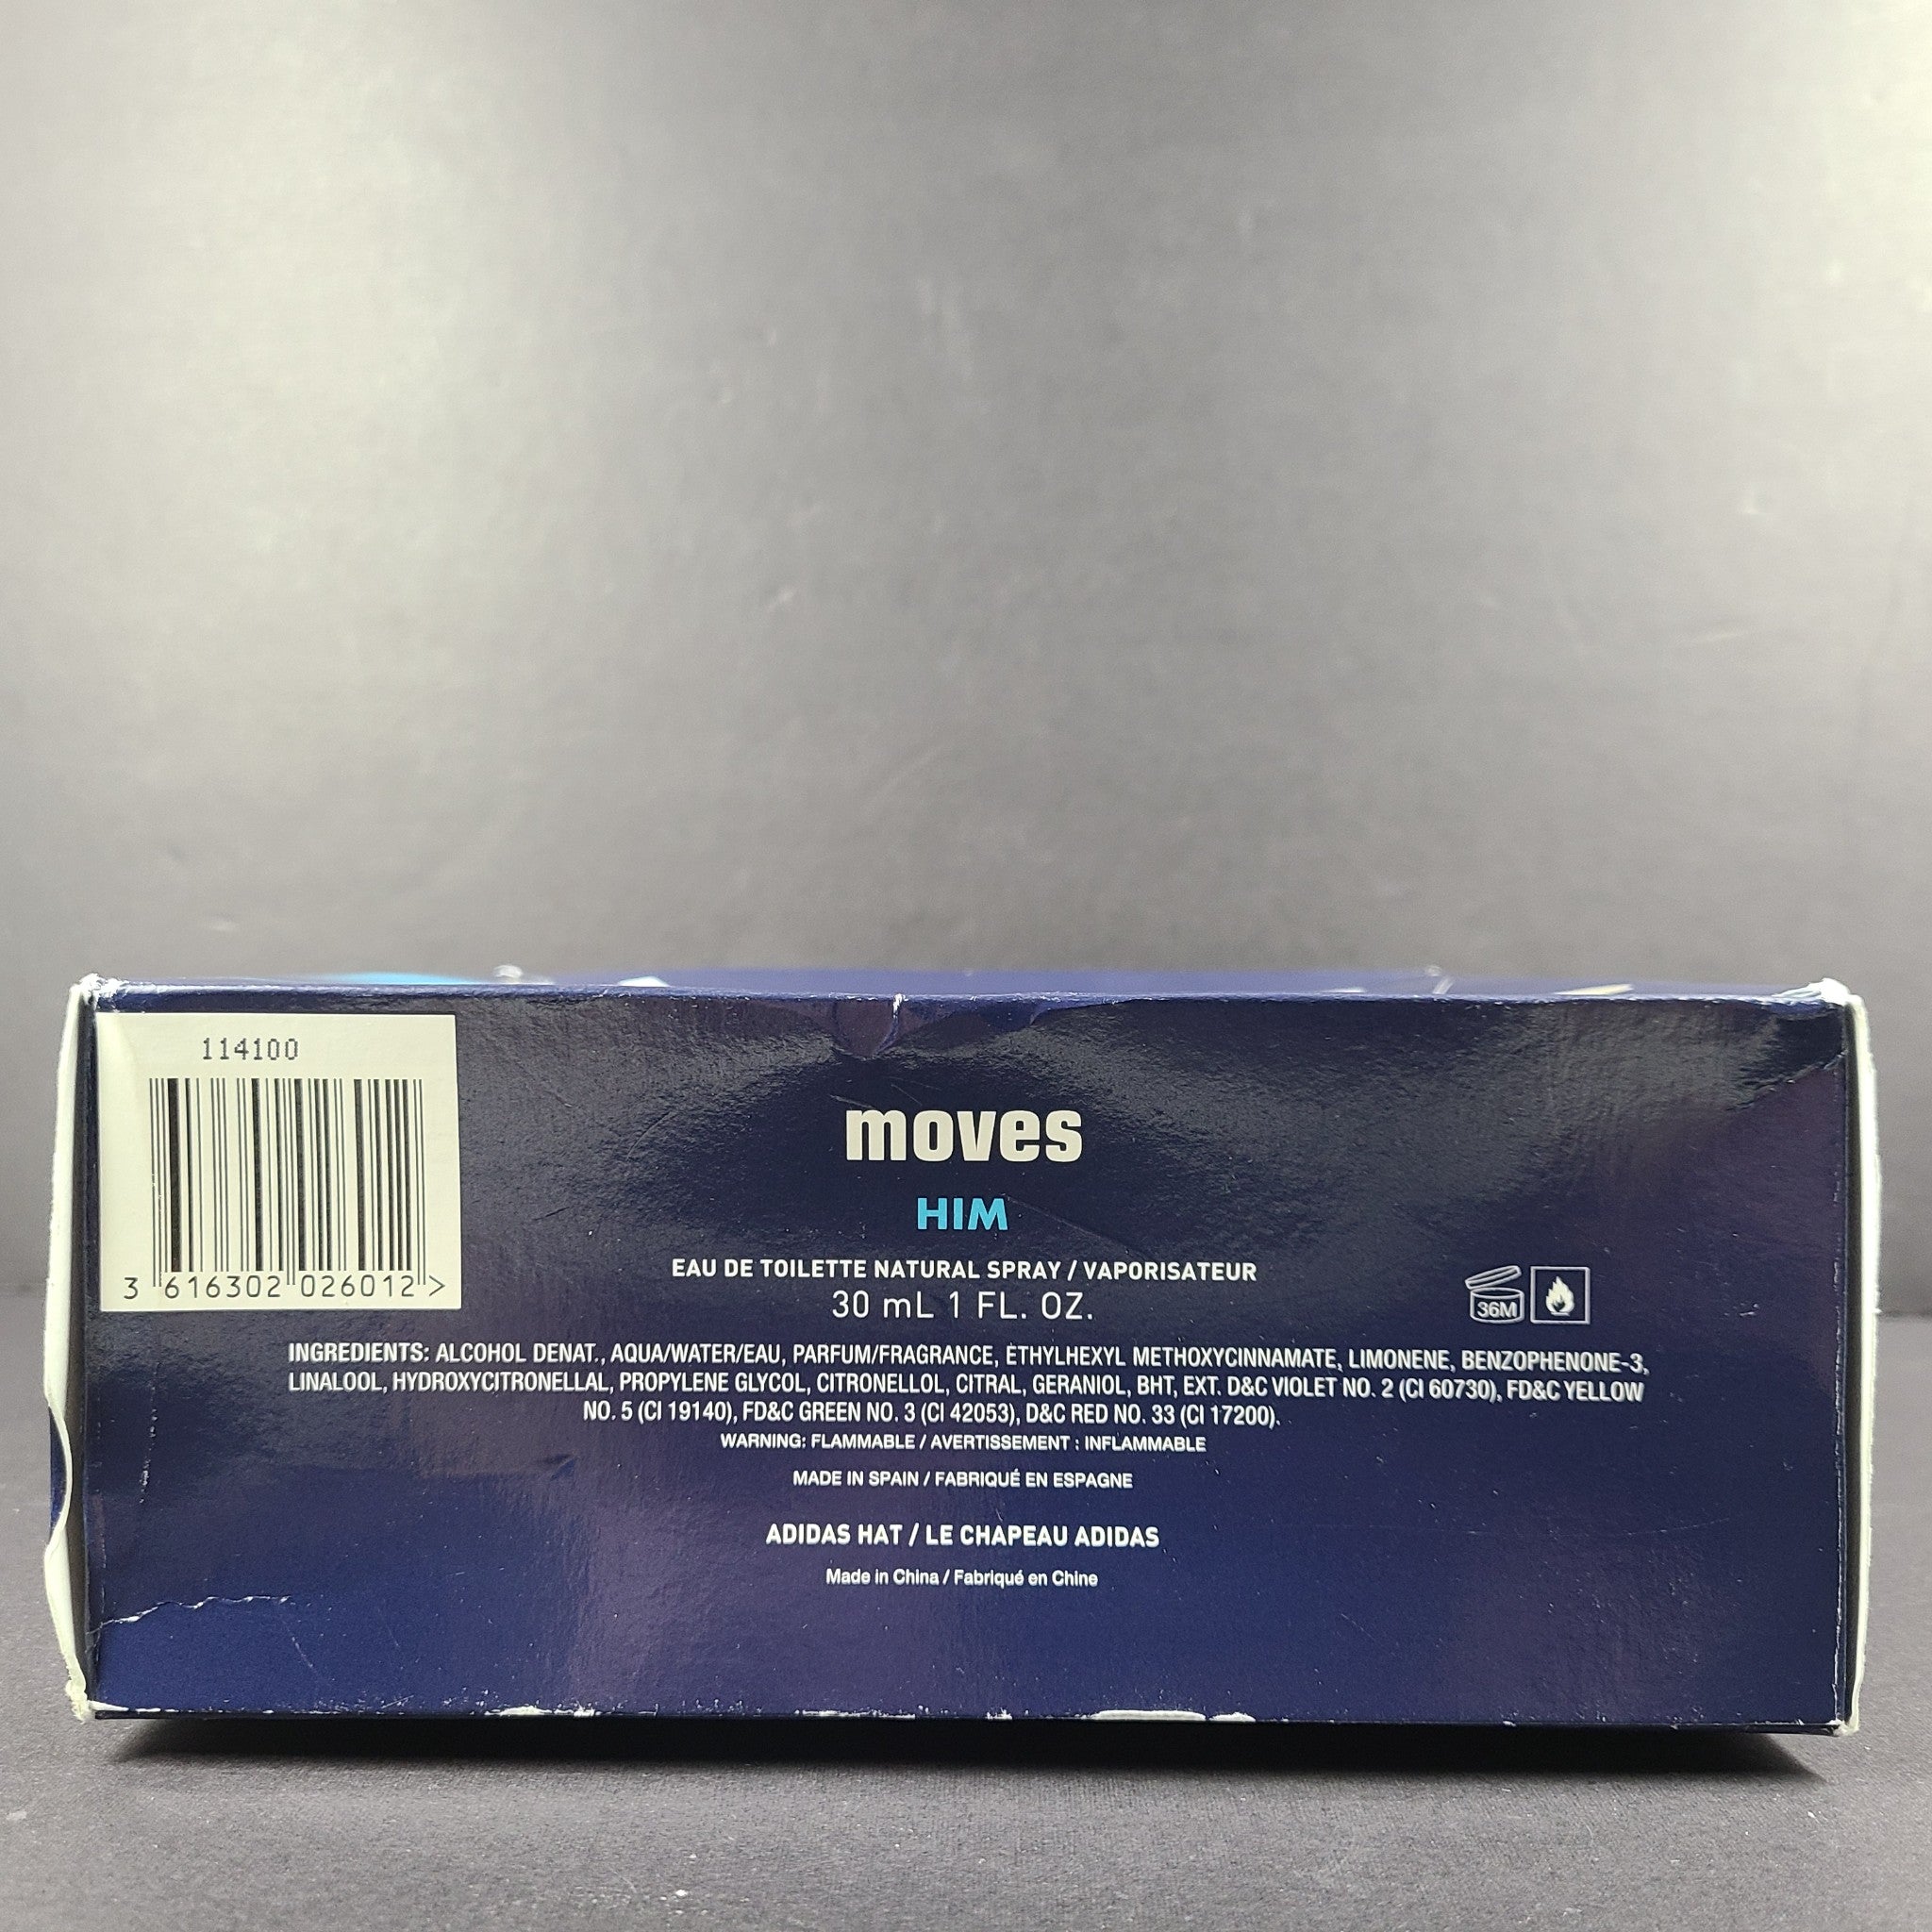 114100
3 616302 026012 >
moves
HIM
EAU DE TOILETTE NATURAL SPRAY / VAPORISATEUR
30 mL 1 FL. OZ.
36M
INGREDIENTS: ALCOHOL DENAT., AQUA/WATER/EAU, PARFUM/FRAGRANCE, ETHYLHEXYL METHOXYCINNAMATE, LIMONENE, BENZOPHENONE-3,
LINALOOL, HYDROXYCITRONELLAL, PROPYLENE GLYCOL, CITRONELLOL, CITRAL, GERANIOL, BHT, EXT. D&C VIOLET NO. 2 (CI 60730), FD&C YELLOW
NO. 5 (CI 19140), FD&C GREEN NO. 3 (CI 42053), D&C RED NO. 33 (CI 17200).
WARNING: FLAMMABLE / AVERTISSEMENT : INFLAMMABLE
MADE IN SPAIN / FABRIQUÉ EN ESPAGNE
ADIDAS HAT / LE CHAPEAU ADIDAS
Made in China / Fabriqué en Chine